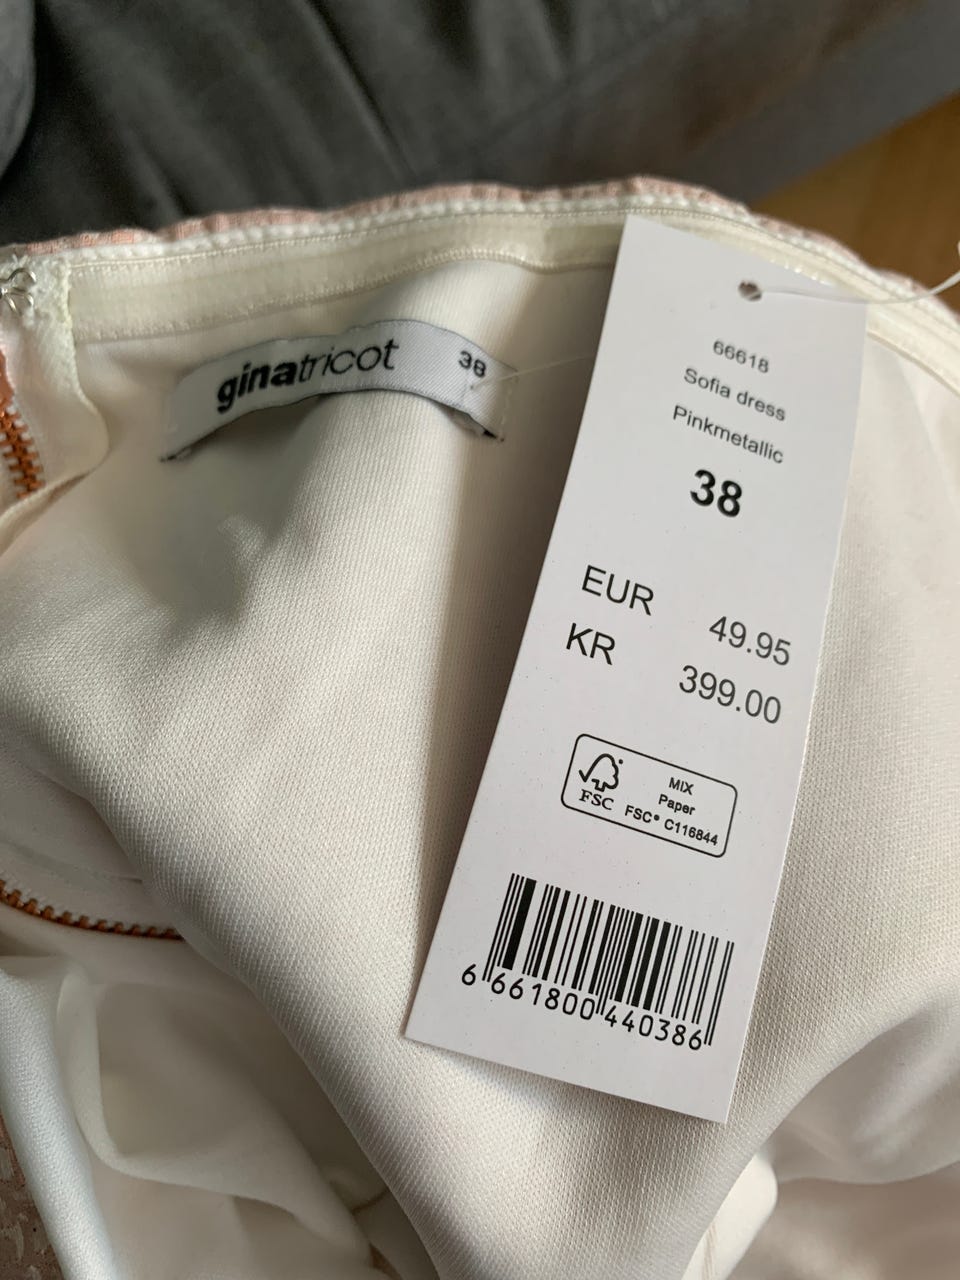 ginatricot 38
66618
Sofia dress
Pinkmetallic
38
EUR 49.95
KR 399.00
FSC
MIX
Paper
FSC® C116844
6 661800 440386